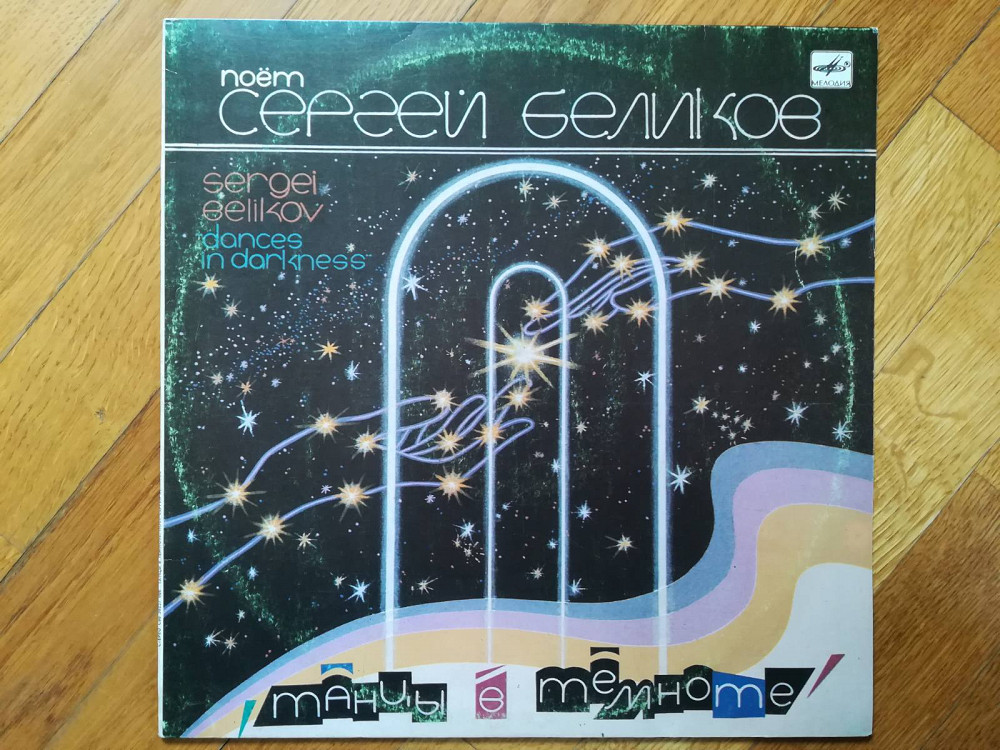 поёт
СЕРГЕЙ БЕЛИКОВ
МЕЛОДИЯ
sergei
belikov
dances
in darkness
танцы в темноте